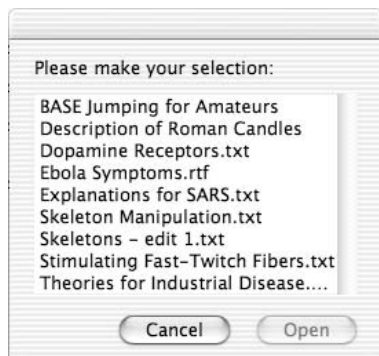 Please make your selection:
BASE Jumping for Amateurs
Description of Roman Candles
Dopamine Receptors.txt
Ebola Symptoms.rtf
Explanations for SARS.txt
Skeleton Manipulation.txt
Skeletons – edit 1.txt
Stimulating Fast-Twitch Fibers.txt
Theories for Industrial Disease....
Cancel Open